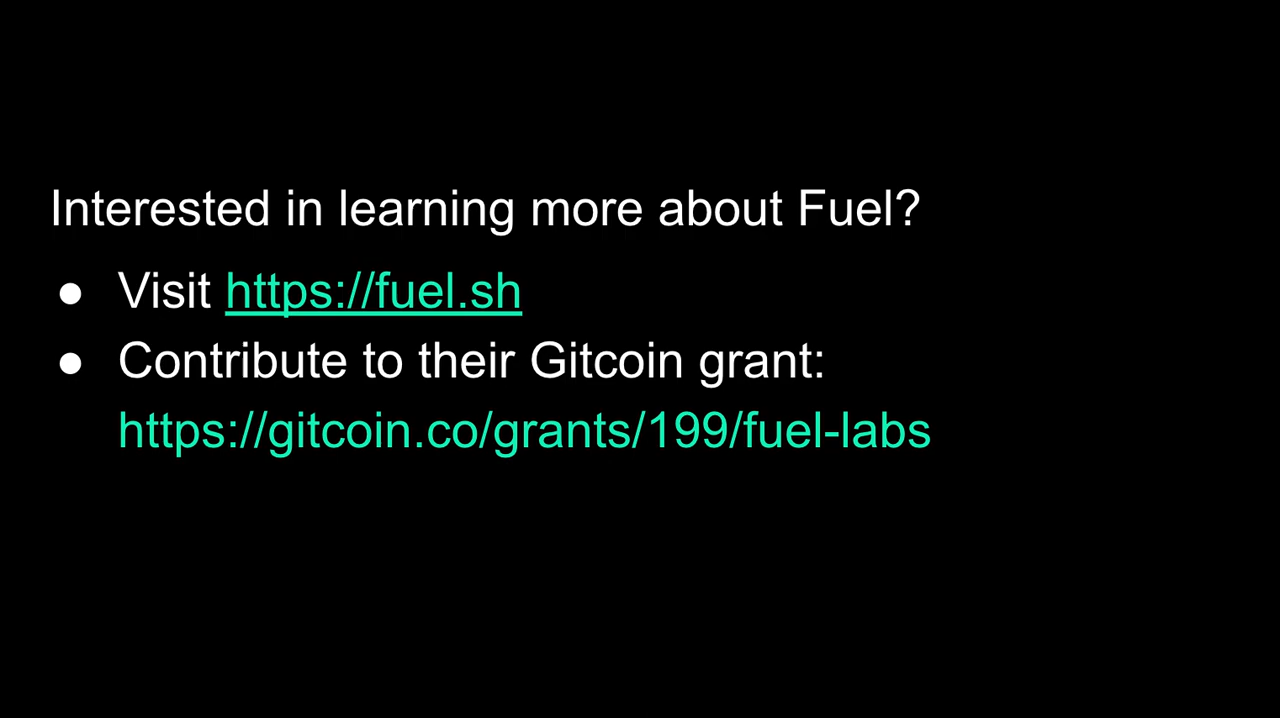 Interested in learning more about Fuel?
● Visit https://fuel.sh
● Contribute to their Gitcoin grant:
https://gitcoin.co/grants/199/fuel-labs